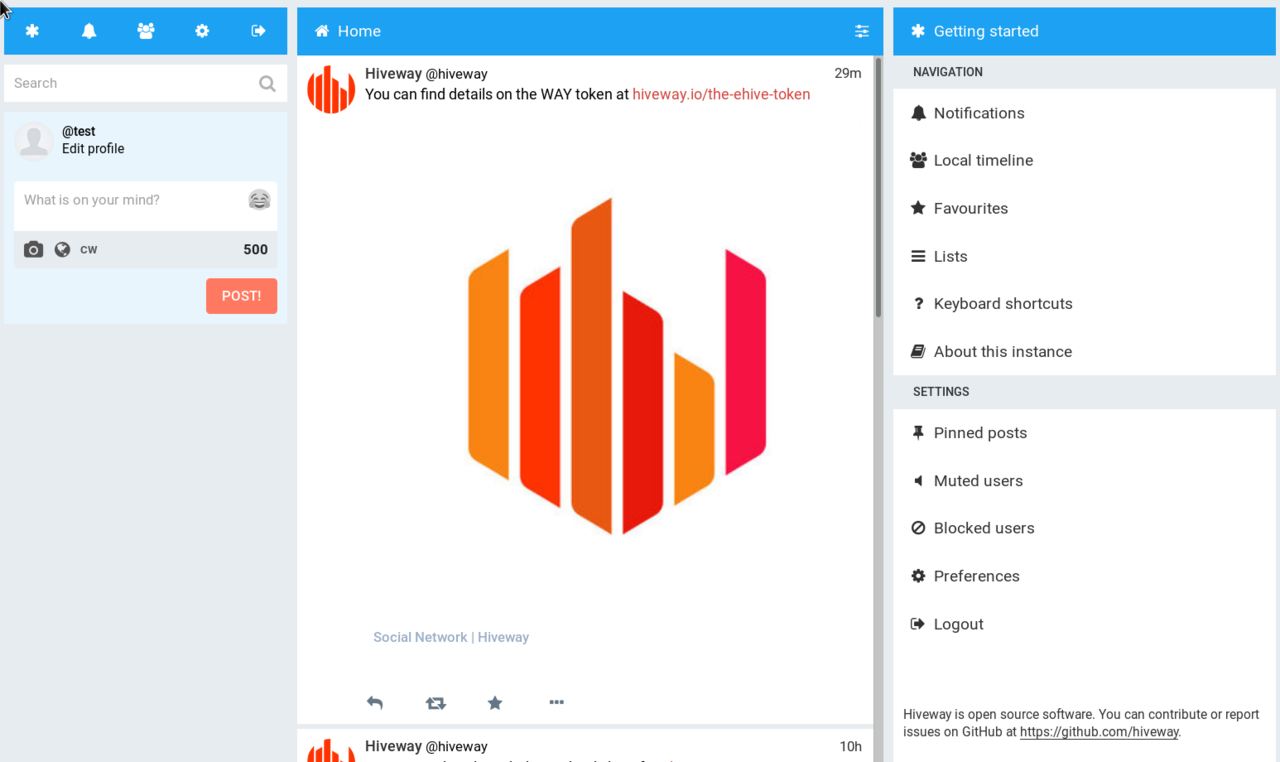 Search
@test
Edit profile
What is on your mind?
CW
500
POST!
Home
Hiveway @hiveway
29m
You can find details on the WAY token at hiveway.io/the-ehive-token
Social Network | Hiveway
Hiveway @hiveway
10h
Getting started
NAVIGATION
Notifications
Local timeline
Favourites
Lists
? Keyboard shortcuts
About this instance
SETTINGS
Pinned posts
Muted users
Blocked users
Preferences
Logout
Hiveway is open source software. You can contribute or report
issues on GitHub at https://github.com/hiveway.